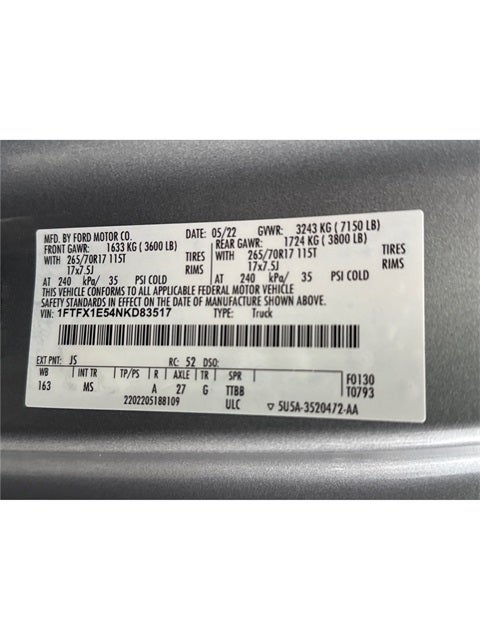 MFD. BY FORD MOTOR CO. 05/22 GVWR: 3243 KG ( 7150 LB)
FRONT GAWR: 1633 KG ( 3600 LB) REAR GAWR: 1724 KG ( 3800 LB)
WITH 265/70R17 115T TIRES WITH 265/70R17 115T TIRES
17x7.5J RIMS 17x7.5J RIMS
AT 240 kPa/ 35 PSI COLD AT 240 kPa/ 35 PSI COLD
THIS VEHICLE CONFORMS TO ALL APPLICABLE FEDERAL MOTOR VEHICLE
SAFETY STANDARDS IN EFFECT ON THE DATE OF MANUFACTURE SHOWN ABOVE.
VIN: 1FTFX1E54NKD83517 TYPE: Truck
EXT PNT: JS RC: 52 DSO:
WB INT TR TP/PS R AXLE TR SPR F0130
163 MS A 27 G TTBB T0793
2202205188109 ULC ▽ 5U5A-3520472-AA